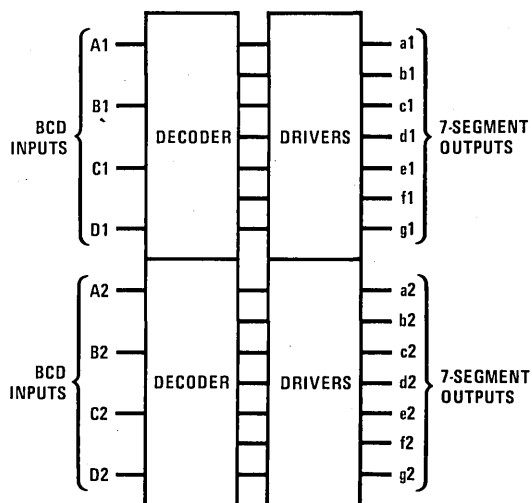 A1
B1
C1
D1
BCD
INPUTS
DECODER
DRIVERS
a1
b1
c1
d1
e1
f1
g1
7-SEGMENT
OUTPUTS
A2
B2
C2
D2
BCD
INPUTS
DECODER
DRIVERS
a2
b2
c2
d2
e2
f2
g2
7-SEGMENT
OUTPUTS